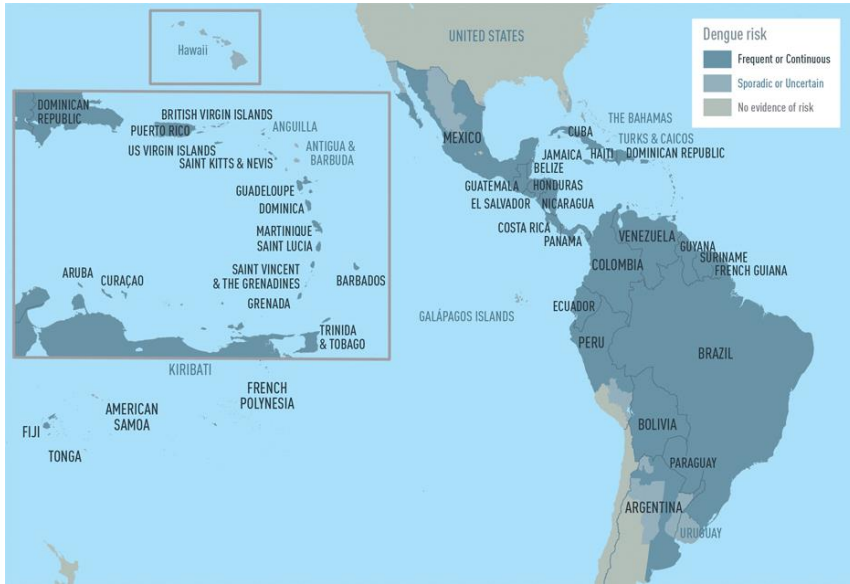 Hawaii
UNITED STATES
Dengue risk
Frequent or Continuous
Sporadic or Uncertain
No evidence of risk
DOMINICAN
REPUBLIC
BRITISH VIRGIN ISLANDS
PUERTO RICO
ANGUILLA
US VIRGIN ISLANDS
ANTIGUA &
BARBUDA
SAINT KITTS & NEVIS
GUADELOUPE
DOMINICA
MARTINIQUE
SAINT LUCIA
SAINT VINCENT
& THE GRENADINES
BARBADOS
ARUBA
CURAÇAO
GRENADA
TRINIDA
& TOBAGO
THE BAHAMAS
CUBA
TURKS & CAICOS
MEXICO
JAMAICA
HAITI
DOMINICAN REPUBLIC
BELIZE
GUATEMALA
HONDURAS
EL SALVADOR
NICARAGUA
COSTA RICA
PANAMA
VENEZUELA
GUYANA
SURINAME
FRENCH GUIANA
COLOMBIA
ECUADOR
GALÁPAGOS ISLANDS
PERU
BRAZIL
KIRIBATI
FRENCH
POLYNESIA
AMERICAN
SAMOA
FIJI
TONGA
BOLIVIA
PARAGUAY
ARGENTINA
URUGUAY